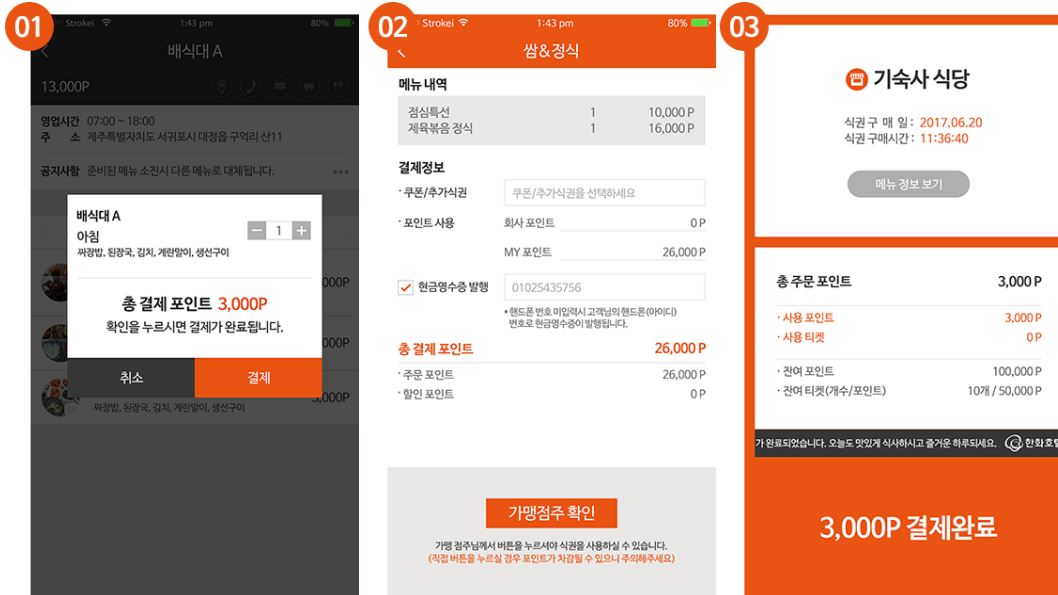 01
Strokei
1:43 pm
80%
배식대 A
13,000P
영업시간 07:00 ~ 18:00
주 소 제주특별자치도 서귀포시 대정읍 구억리 산11
공지사항 준비된 메뉴 소진시 다른 메뉴로 대체됩니다.
배식대 A
아침
1
짜장밥, 된장국, 김치, 계란말이, 생선구이
총 결제 포인트 3,000P
확인을 누르시면 결제가 완료됩니다.
취소
결제
000P
000P
3,000P
짜장밥, 된장국, 김치, 계란말이, 생선구이
02
Strokei
1:43 pm
80%
쌈&정식
메뉴 내역
점심특선 1 10,000 P
제육볶음 정식 1 16,000 P
결제정보
· 쿠폰/추가식권 쿠폰/추가식권을 선택하세요
· 포인트 사용 회사 포인트 0 P
MY 포인트 26,000 P
현금영수증 발행 01025435756
* 핸드폰 번호 미입력시 고객님의 핸드폰(아이디)
번호로 현금영수증이 발행됩니다.
총 결제 포인트 26,000 P
· 주문 포인트 26,000 P
· 할인 포인트 0 P
가맹점주 확인
가맹 점주님께서 버튼을 누르셔야 식권을 사용하실 수 있습니다.
(직접 버튼을 누르실 경우 포인트가 차감될 수 있으니 주의해주세요)
03
기숙사 식당
식권 구 매 일 : 2017.06.20
식권 구매시간 : 11:36:40
메뉴 정보 보기
총 주문 포인트 3,000 P
· 사용 포인트 3,000 P
· 사용 티켓 0 P
· 잔여 포인트 100,000 P
· 잔여 티켓(개수/포인트) 10개 / 50,000 P
가 완료되었습니다. 오늘도 맛있게 식사하시고 즐거운 하루되세요. 한화호텔
3,000P 결제완료